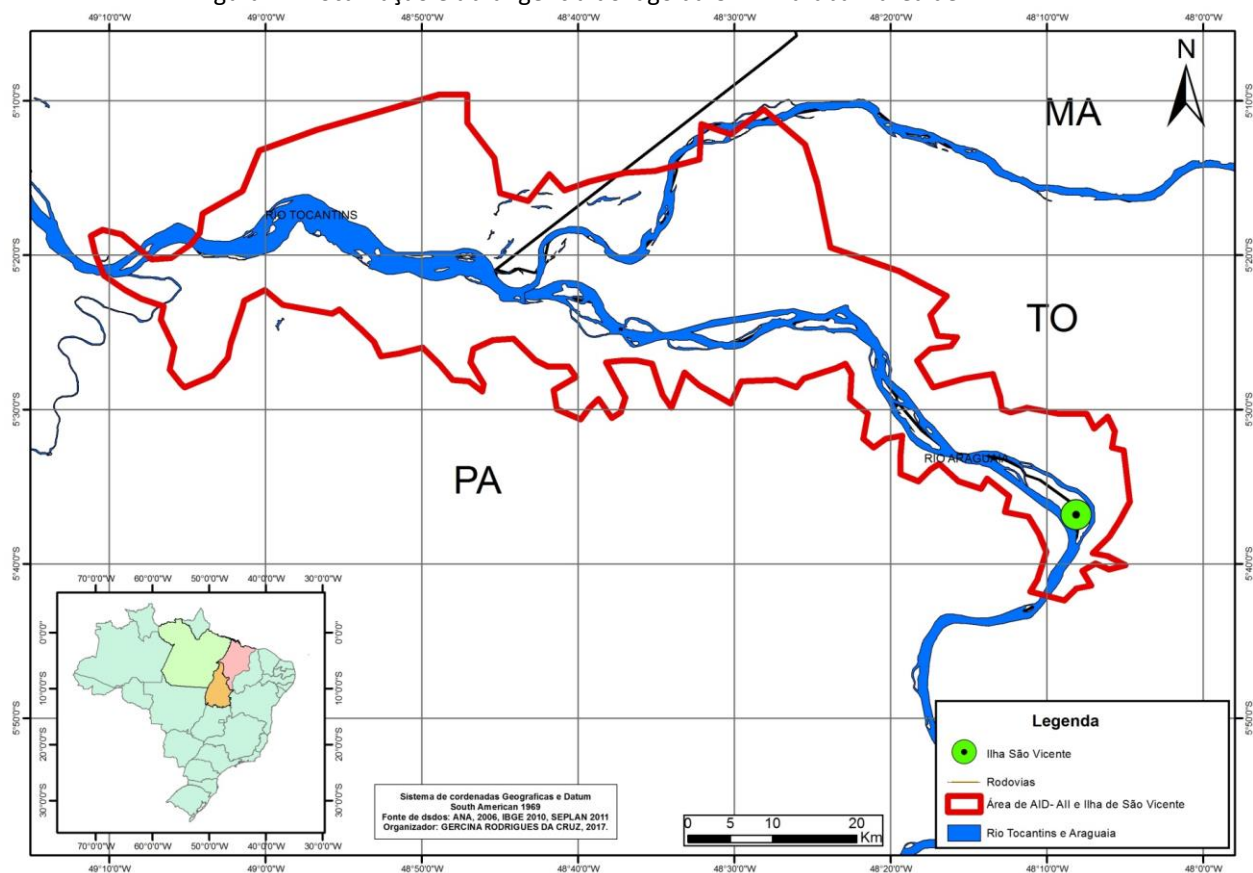 49°10'0"W 49°0'0"W 48°50'0"W 48°40'0"W 48°30'0"W 48°20'0"W 48°10'0"W 48°0'0"W
N
5°10'0"S
MA
5°10'0"S
RIO TOCANTINS
5°20'0"S
5°20'0"S
TO
5°30'0"S
5°30'0"S
RIO ARAGUAIA
PA
5°40'0"S
5°40'0"S
70°0'0"W 60°0'0"W 50°0'0"W 40°0'0"W 30°0'0"W
0°0'0"
10°0'0"S
20°0'0"S
30°0'0"S
0°0'0"
10°0'0"S
20°0'0"S
30°0'0"S
70°0'0"W 60°0'0"W 50°0'0"W 40°0'0"W 30°0'0"W
5°50'0"S
5°50'0"S
Sistema de cordenadas Geograficas e Datum
South American 1969
Fonte de dsdos: ANA, 2006, IBGE 2010, SEPLAN 2011
Organizador: GERCINA RODRIGUES DA CRUZ, 2017.
0 5 10 20
Km
Legenda
Ilha São Vicente
Rodovias
Área de AID- AII e Ilha de São Vicente
Rio Tocantins e Araguaia
49°10'0"W 49°0'0"W 48°50'0"W 48°40'0"W 48°30'0"W 48°20'0"W 48°10'0"W 48°0'0"W